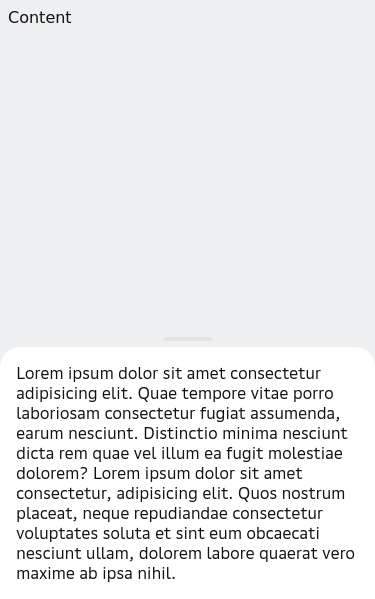 Content
Lorem ipsum dolor sit amet consectetur
adipisicing elit. Quae tempore vitae porro
laboriosam consectetur fugiat assumenda,
earum nesciunt. Distinctio minima nesciunt
dicta rem quae vel illum ea fugit molestiae
dolorem? Lorem ipsum dolor sit amet
consectetur, adipisicing elit. Quos nostrum
placeat, neque repudiandae consectetur
voluptates soluta et sint eum obcaecati
nesciunt ullam, dolorem labore quaerat vero
maxime ab ipsa nihil.